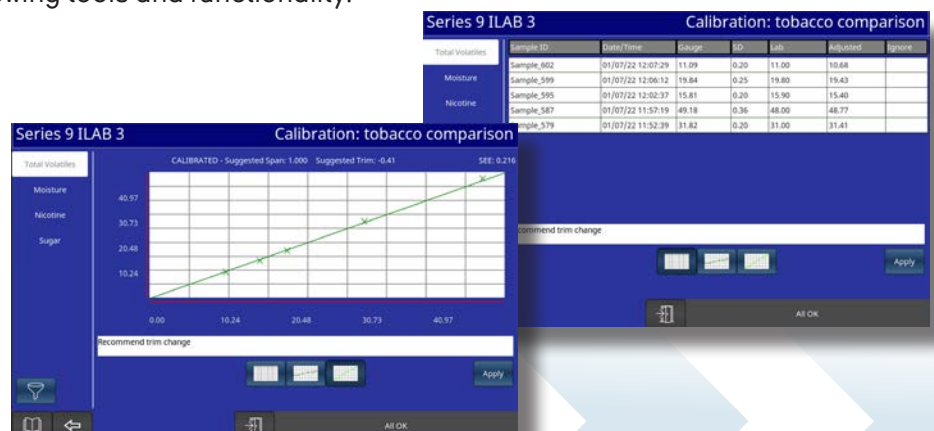 wing tools and functionality.
Series 9 ILAB 3 Calibration: tobacco comparison
Total Volatiles
Moisture
Nicotine
Sample ID Date/Time Gauge SD Lab Adjusted Ignore
Sample_602 01/07/22 12:07:29 11.09 0.20 11.00 10.68
Sample_599 01/07/22 12:06:12 19.84 0.25 19.80 19.43
Sample_595 01/07/22 12:02:37 15.81 0.20 15.90 15.40
Sample_587 01/07/22 11:57:19 49.18 0.36 48.00 48.77
mple_579 01/07/22 11:52:39 31.82 0.20 31.00 31.41
commend trim change
Apply
All OK
Series 9 ILAB 3 Calibration: tobacco comparison
Total Volatiles
Moisture
Nicotine
Sugar
CALIBRATED - Suggested Span: 1.000 Suggested Trim: -0.41 SEE: 0.216
40.97
30.73
20.48
10.24
0.00 10.24 20.48 30.73 40.97
Recommend trim change
Apply
All OK